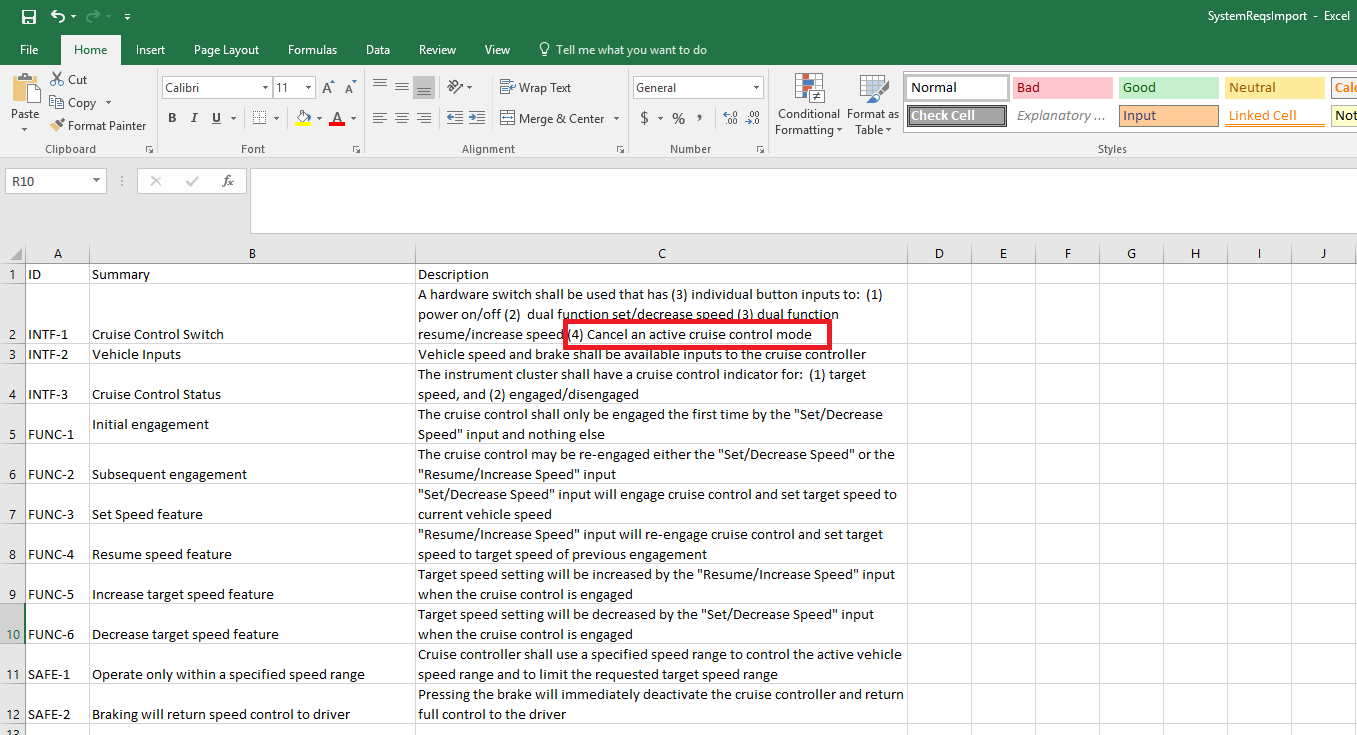 SystemReqsImport - Excel
File Home Insert Page Layout Formulas Data Review View Tell me what you want to do
Paste
Cut
Copy
Format Painter
Clipboard
Calibri 11
B I U
Font
Wrap Text
Merge & Center
Alignment
General
$ % ,
Number
Conditional Formatting
Format as Table
Normal Bad Good Neutral
Check Cell Explanatory ... Input Linked Cell
Styles
R10 fx
A B C D E F G H I J
1 ID Summary Description
A hardware switch shall be used that has (3) individual button inputs to: (1)
power on/off (2) dual function set/decrease speed (3) dual function
2 INTF-1 Cruise Control Switch resume/increase speed (4) Cancel an active cruise control mode
3 INTF-2 Vehicle Inputs Vehicle speed and brake shall be available inputs to the cruise controller
The instrument cluster shall have a cruise control indicator for: (1) target
4 INTF-3 Cruise Control Status speed, and (2) engaged/disengaged
Initial engagement The cruise control shall only be engaged the first time by the "Set/Decrease
5 FUNC-1 Speed" input and nothing else
The cruise control may be re-engaged either the "Set/Decrease Speed" or the
6 FUNC-2 Subsequent engagement "Resume/Increase Speed" input
"Set/Decrease Speed" input will engage cruise control and set target speed to
7 FUNC-3 Set Speed feature current vehicle speed
"Resume/Increase Speed" input will re-engage cruise control and set target
8 FUNC-4 Resume speed feature speed to target speed of previous engagement
Target speed setting will be increased by the "Resume/Increase Speed" input
9 FUNC-5 Increase target speed feature when the cruise control is engaged
Target speed setting will be decreased by the "Set/Decrease Speed" input
10 FUNC-6 Decrease target speed feature when the cruise control is engaged
Cruise controller shall use a specified speed range to control the active vehicle
11 SAFE-1 Operate only within a specified speed range speed range and to limit the requested target speed range
Pressing the brake will immediately deactivate the cruise controller and return
12 SAFE-2 Braking will return speed control to driver full control to the driver